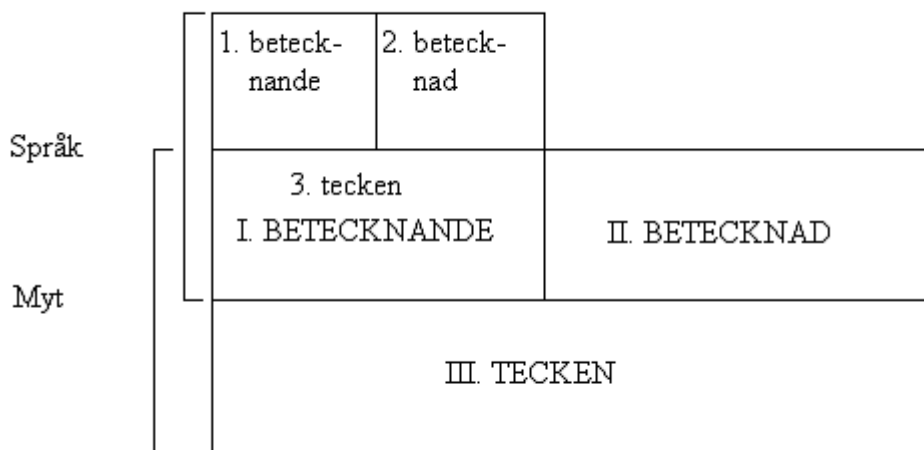 1. beteck-
nande
2. beteck-
nad
Språk
3. tecken
I. BETECKNANDE
II. BETECKNAD
Myt
III. TECKEN